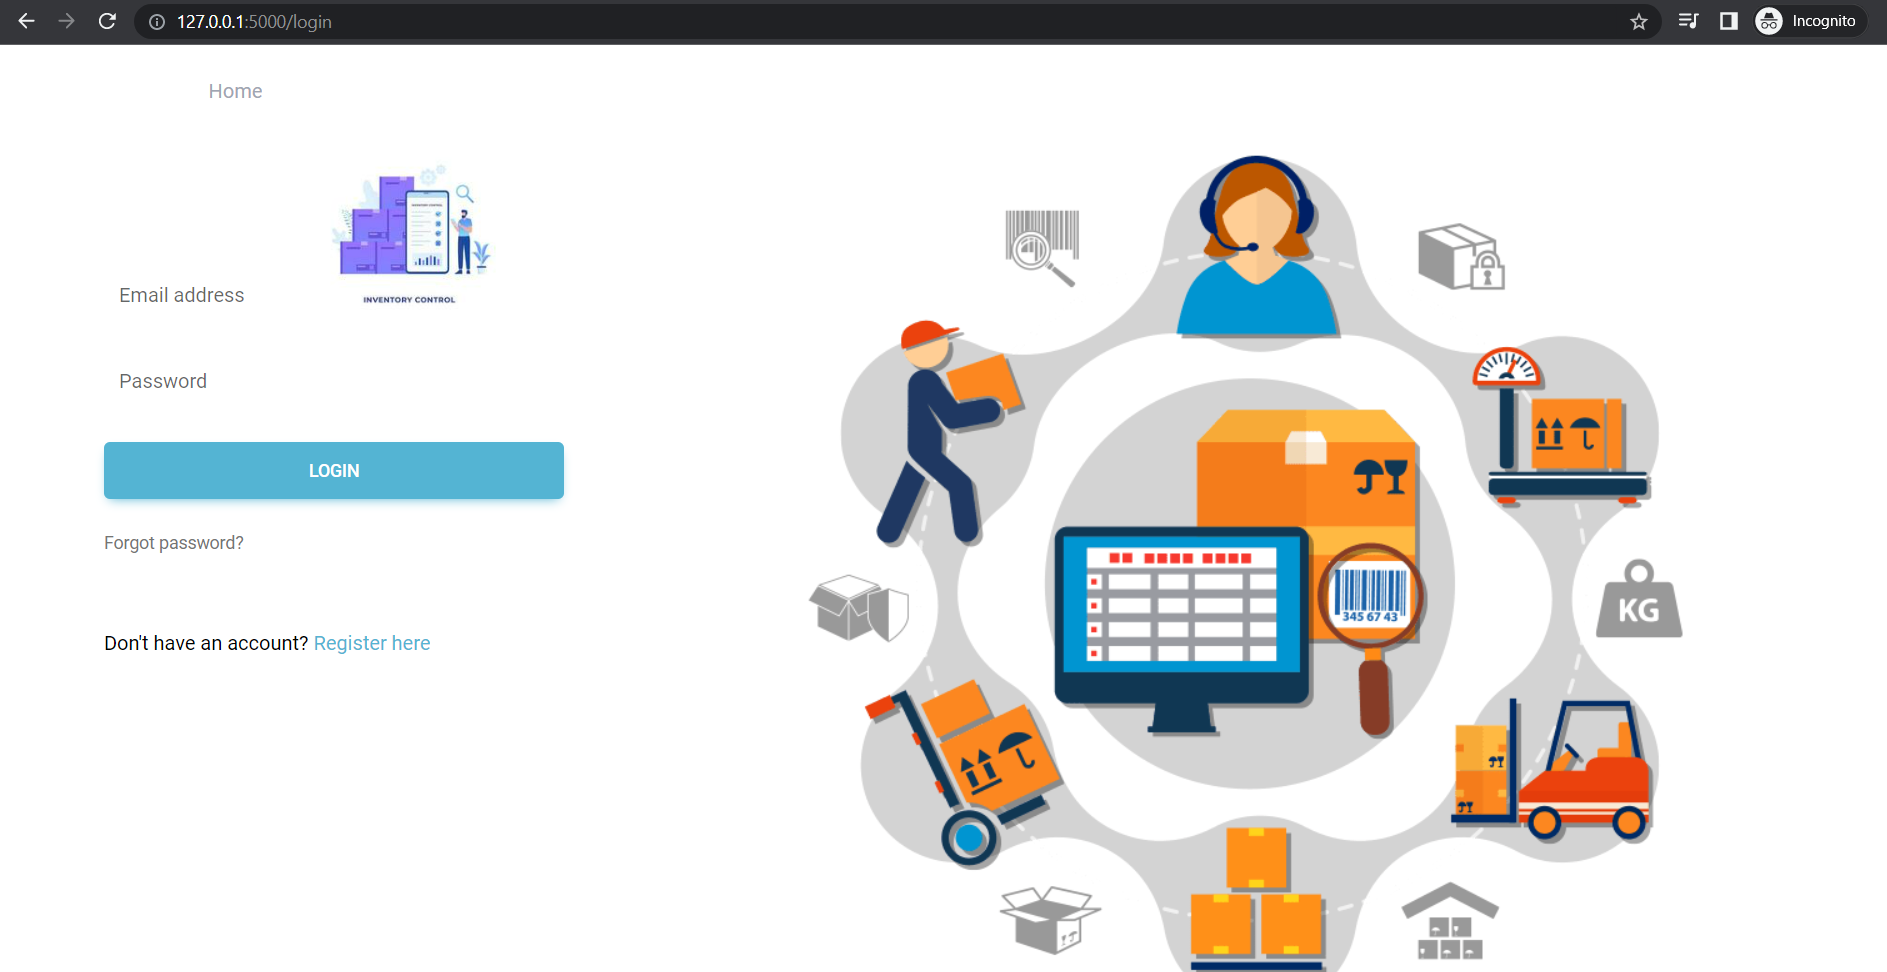 127.0.0.1:5000/login
Incognito
Home
INVENTORY CONTROL
Email address
Password
LOGIN
Forgot password?
Don't have an account? Register here
345 67 43
KG